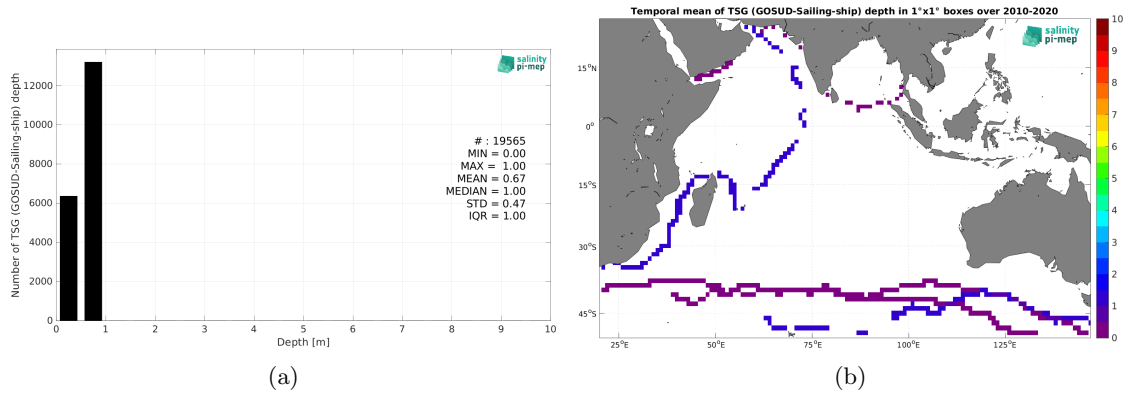 Number of TSG (GOSUD-Sailing-ship) depth
12000
10000
8000
6000
4000
2000
0
salinity
pi-mep
# : 19565
MIN = 0.00
MAX = 1.00
MEAN = 0.67
MEDIAN = 1.00
STD = 0.47
IQR = 1.00
0 1 2 3 4 5 6 7 8 9 10
Depth [m]
(a)
Temporal mean of TSG (GOSUD-Sailing-ship) depth in 1°x1° boxes over 2010-2020
salinity
pi-mep
15°N
0°
15°S
30°S
45°S
25°E 50°E 75°E 100°E 125°E
10
9
8
7
6
5
4
3
2
1
0
(b)